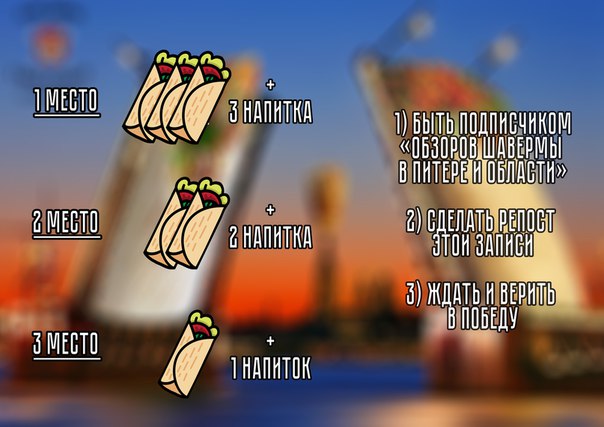 1 МЕСТО
+
3 НАПИТКА
2 МЕСТО
+
2 НАПИТКА
3 МЕСТО
+
1 НАПИТОК
1) БЫТЬ ПОДПИСЧИКОМ
«ОБЗОРОВ ШАВЕРМЫ
В ПИТЕРЕ И ОБЛАСТИ»
2) СДЕЛАТЬ РЕПОСТ
ЭТОЙ ЗАПИСИ
3) ЖДАТЬ И ВЕРИТЬ
В ПОБЕДУ